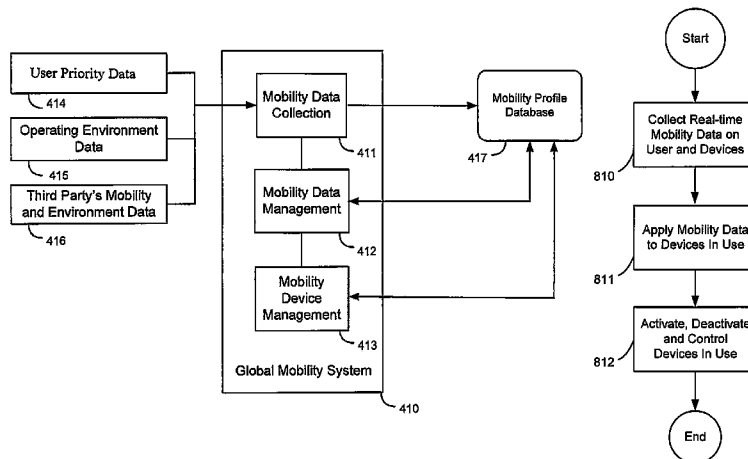 User Priority Data
414
Operating Environment
Data
415
Third Party's Mobility
and Environment Data
416
Mobility Data
Collection
411
Mobility Data
Management
412
Mobility
Device
Management
413
Global Mobility System
410
Mobility Profile
Database
417
Start
Collect Real-time
Mobility Data on
User and Devices
810
Apply Mobility Data
to Devices In Use
811
Activate, Deactivate
and Control
Devices In Use
812
End